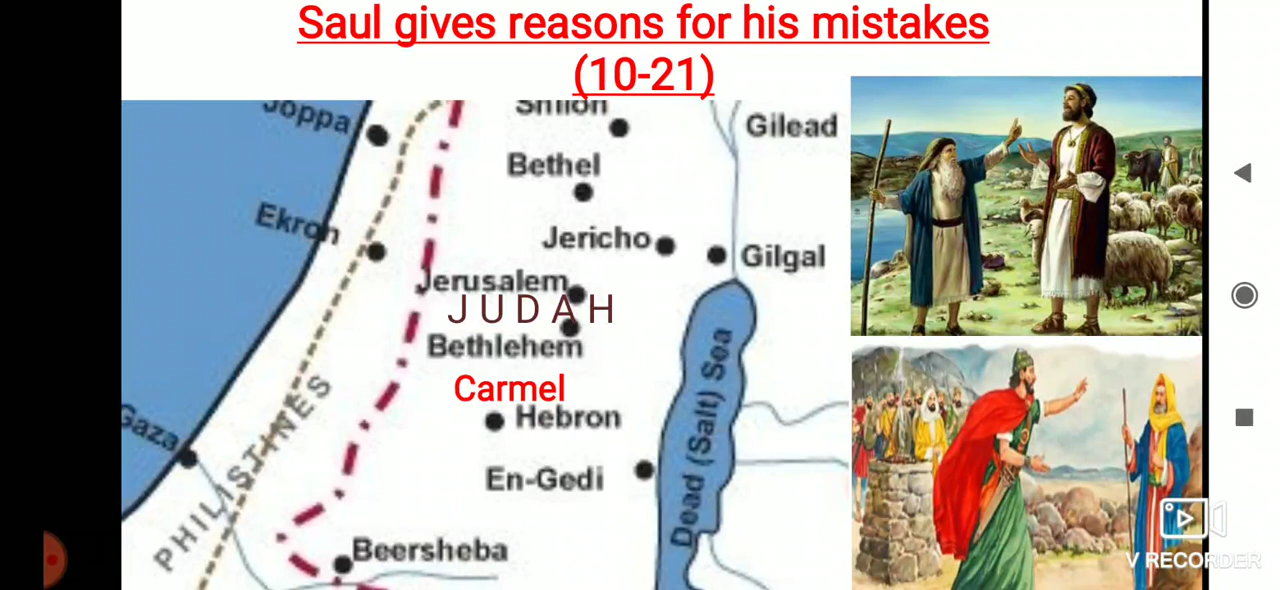 Saul gives reasons for his mistakes
(10-21)
Joppa
Shiloh
Gilead
Bethel
Ekron
Jericho
Gilgal
Jerusalem
JUDAH
Bethlehem
Carmel
Hebron
Gaza
PHILISTINES
En-Gedi
Dead (Salt) Sea
Beersheba
V RECORDER